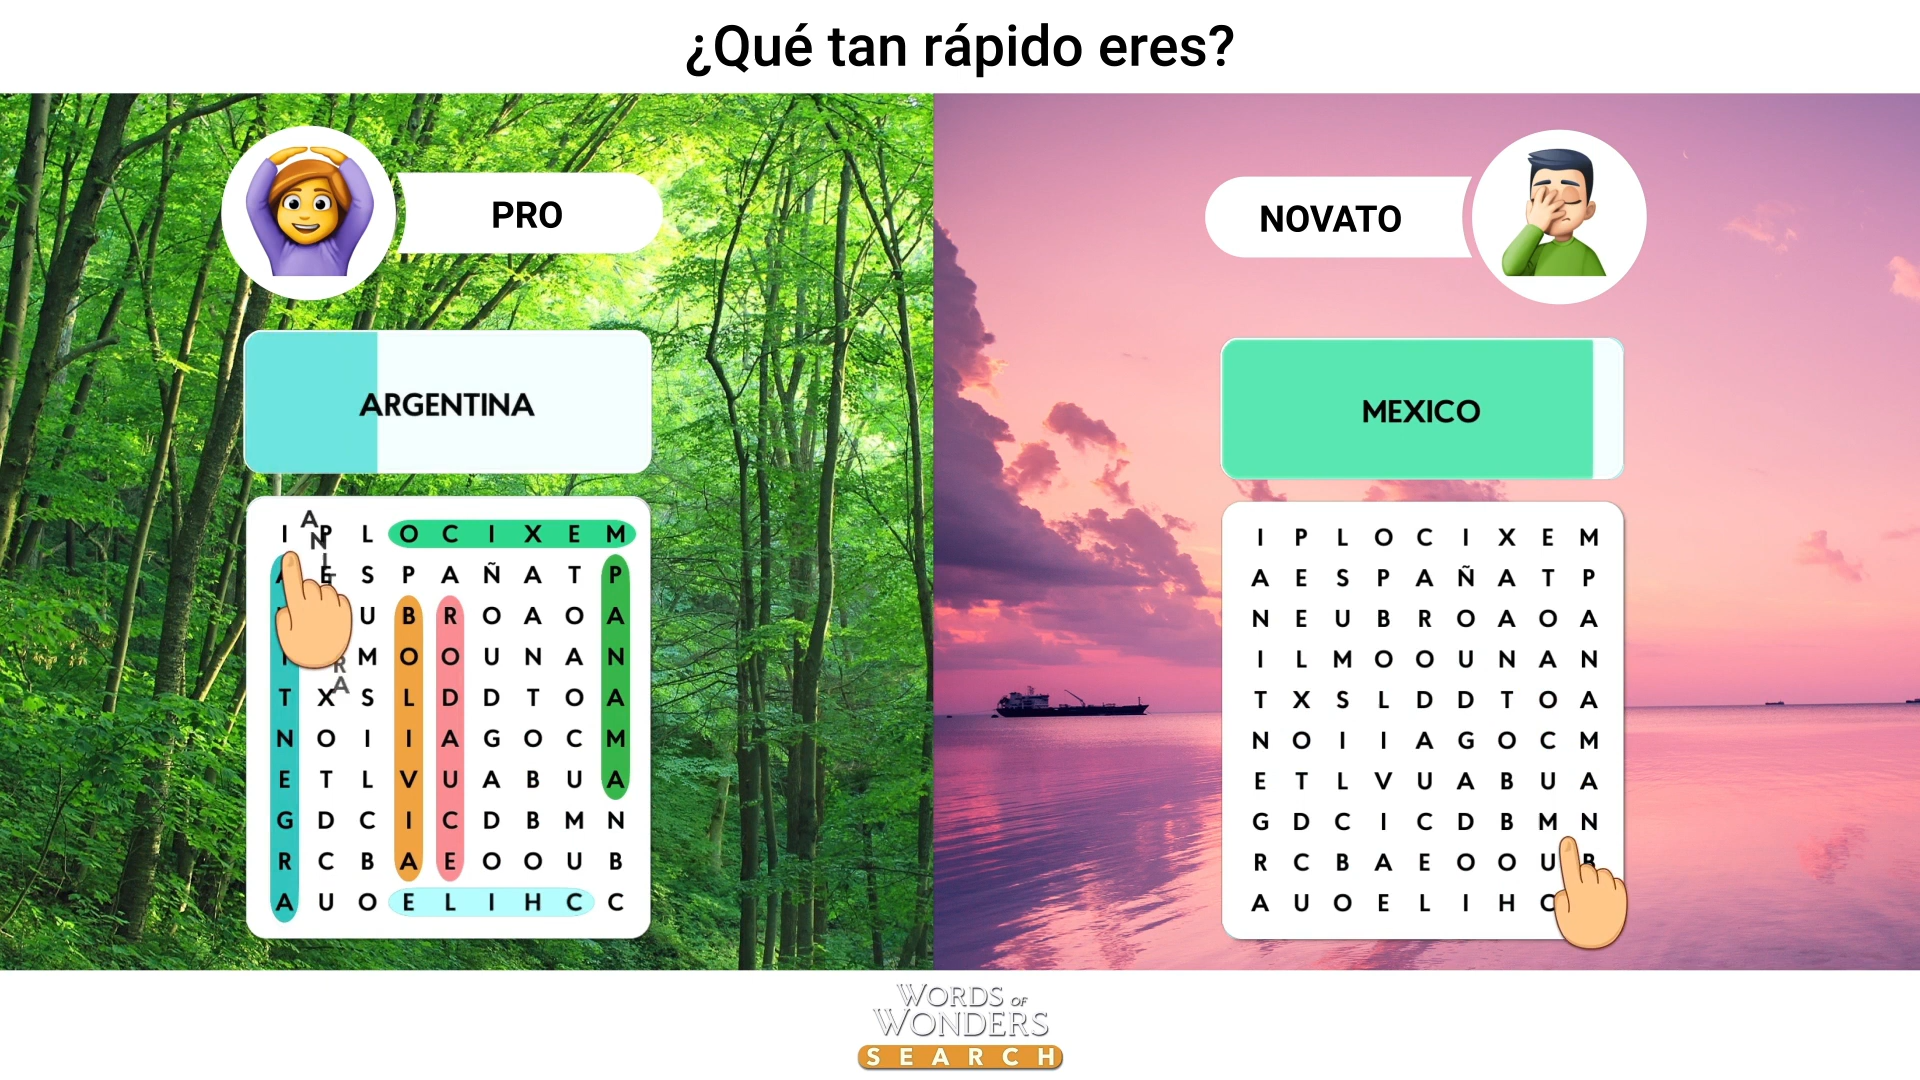 ¿Qué tan rápido eres?
PRO
NOVATO
ARGENTINA
MEXICO
I P L O C I X E M
A E S P A Ñ A T P
U B R O A O A
M O O U N A N
T X S L D D T O A
N O I I A G O C M
E T L V U A B U A
G D C I C D B M N
R C B A E O O U B
A U O E L I H C C
A
N
I
T
R
A
I P L O C I X E M
A E S P A Ñ A T P
N E U B R O A O A
I L M O O U N A N
T X S L D D T O A
N O I I A G O C M
E T L V U A B U A
G D C I C D B M N
R C B A E O O U B
A U O E L I H C
WORDS OF
WONDERS
SEARCH